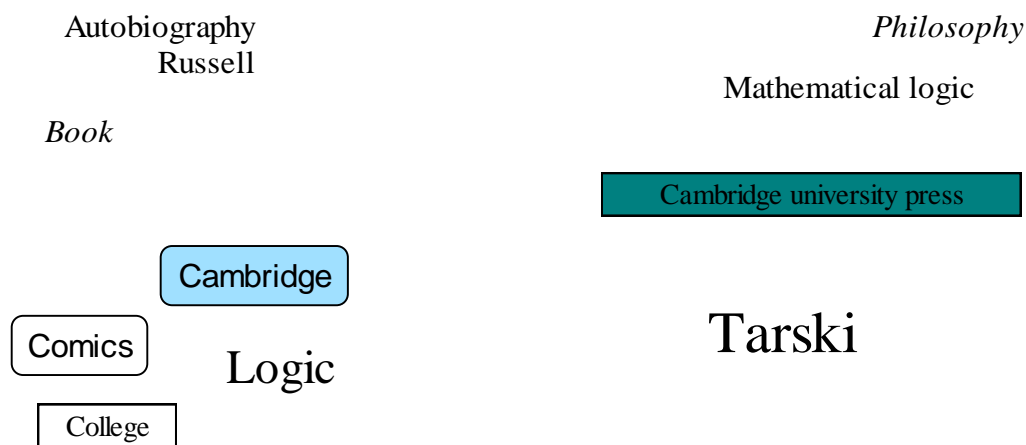 Autobiography
Russell
Philosophy
Mathematical logic
Book
Cambridge university press
Cambridge
Comics
Logic
Tarski
College